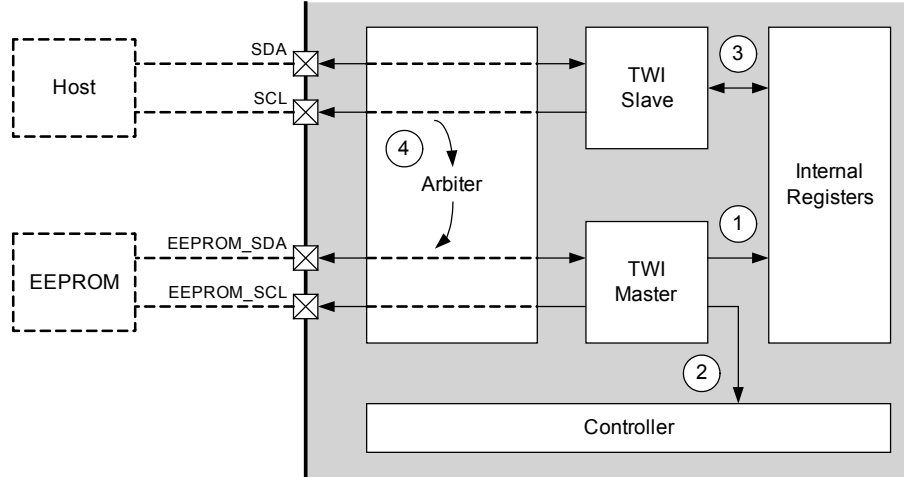 SDA
Host
SCL
TWI
Slave
3
4
Arbiter
Internal
Registers
1
EEPROM_SDA
EEPROM
EEPROM_SCL
TWI
Master
2
Controller